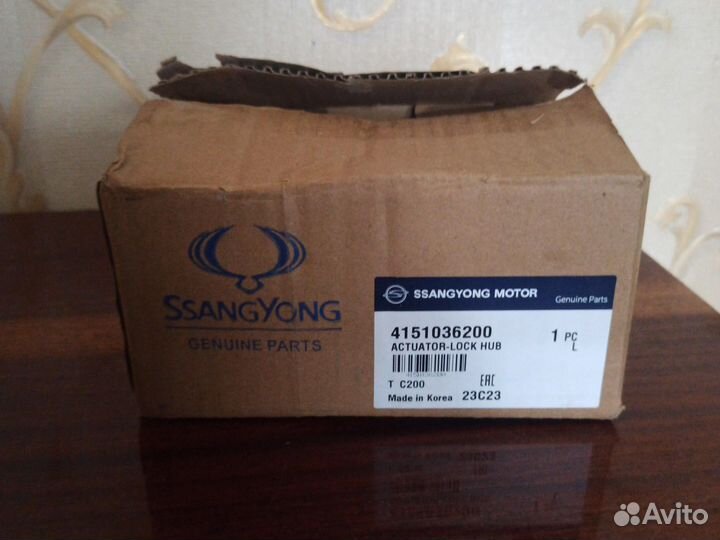 SSANGYONG
GENUINE PARTS
SSANGYONG MOTOR
Genuine Parts
4151036200
1 PC
L
ACTUATOR-LOCK HUB
4151036200
T C200
EAC
Made in Korea 23C23
Avito